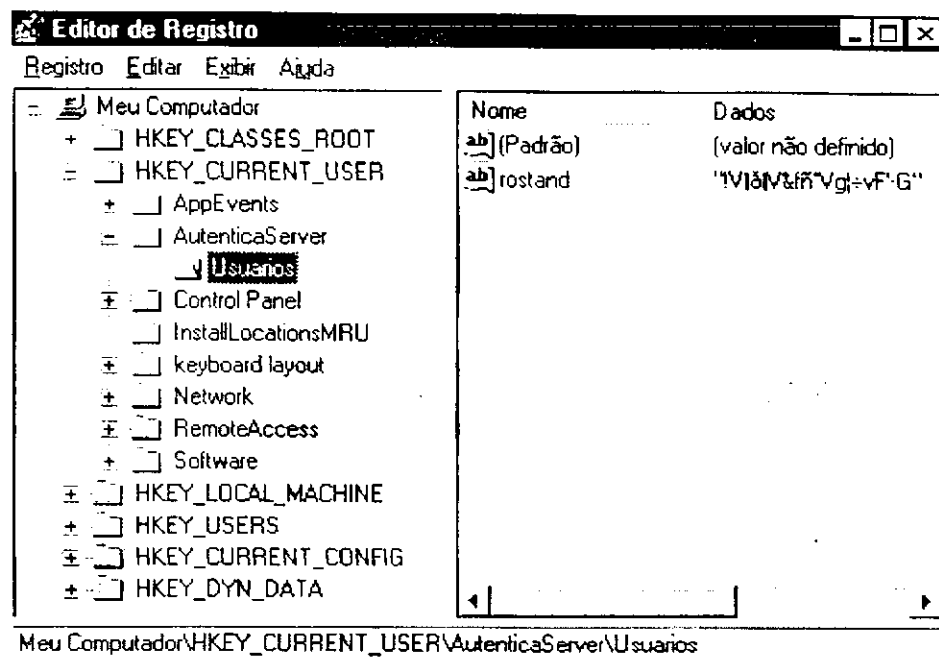 Editor de Registro
Registro Editar Exibir Ajuda
Meu Computador
HKEY_CLASSES_ROOT
HKEY_CURRENT_USER
AppEvents
AutenticaServer
Usuarios
Control Panel
InstallLocationsMRU
keyboard layout
Network
RemoteAccess
Software
HKEY_LOCAL_MACHINE
HKEY_USERS
HKEY_CURRENT_CONFIG
HKEY_DYN_DATA
Nome Dados
(Padrão) (valor não definido)
rostand
Meu Computador\HKEY_CURRENT_USER\AutenticaServer\Usuarios